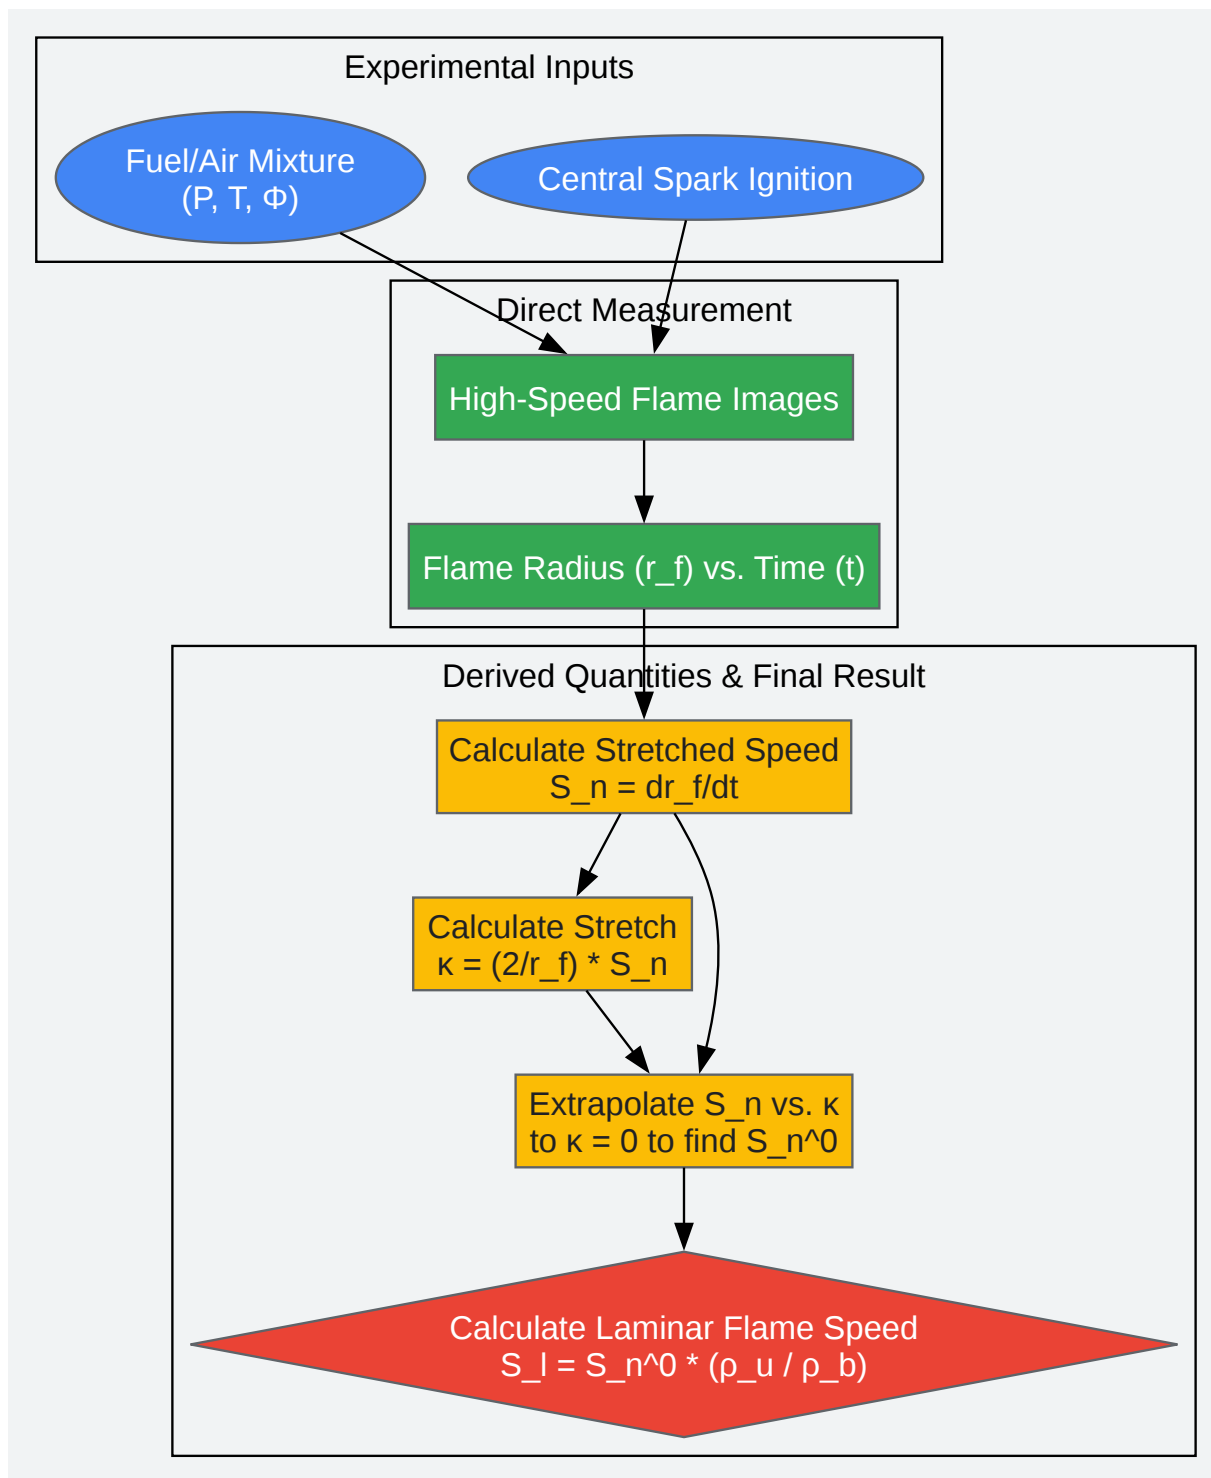 Experimental Inputs
Fuel/Air Mixture
(P, T, Φ)
Central Spark Ignition
Direct Measurement
High-Speed Flame Images
Flame Radius (r_f) vs. Time (t)
Derived Quantities & Final Result
Calculate Stretched Speed
S_n = dr_f/dt
Calculate Stretch
κ = (2/r_f) * S_n
Extrapolate S_n vs. κ
to κ = 0 to find S_n^0
Calculate Laminar Flame Speed
S_l = S_n^0 * (ρ_u / ρ_b)